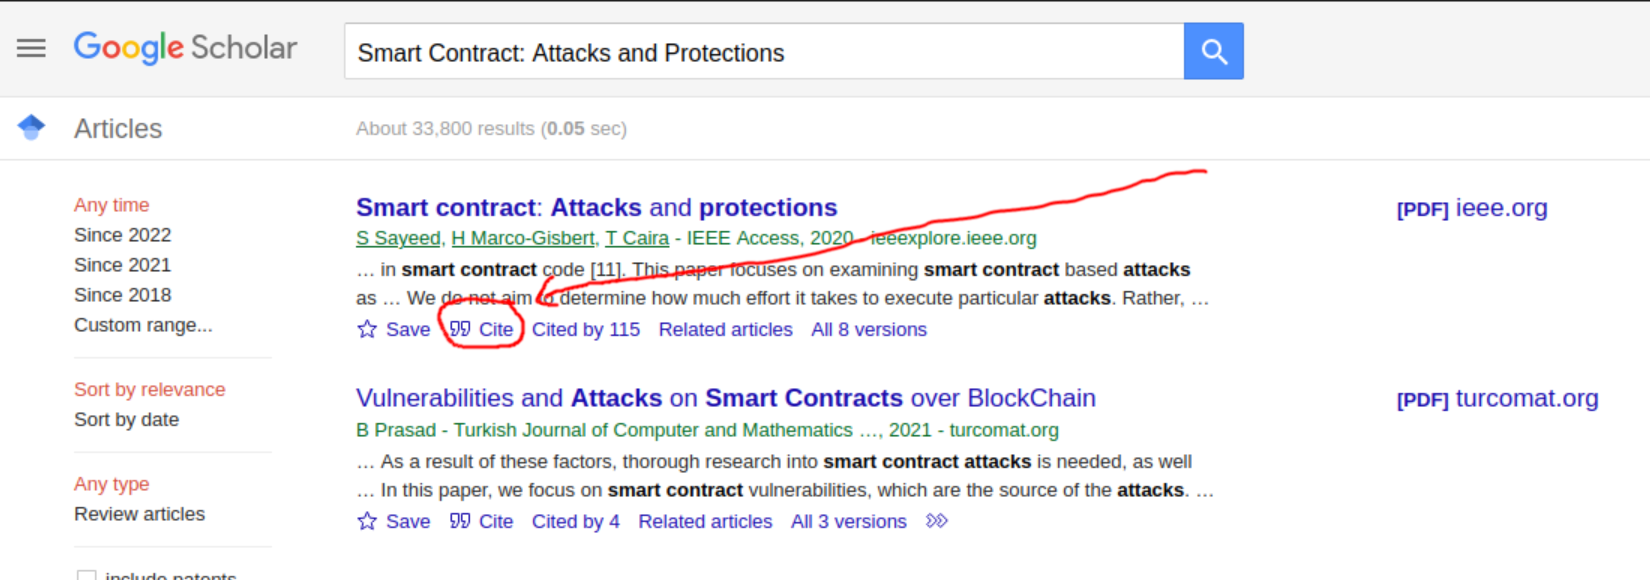 Google Scholar
Smart Contract: Attacks and Protections
Articles
About 33,800 results (0.05 sec)
Any time
Since 2022
Since 2021
Since 2018
Custom range...
Sort by relevance
Sort by date
Any type
Review articles
include patents
Smart contract: Attacks and protections
[PDF] ieee.org
S Sayeed, H Marco-Gisbert, T Caira - IEEE Access, 2020 - ieeexplore.ieee.org
… in smart contract code [11]. This paper focuses on examining smart contract based attacks
as … We do not aim to determine how much effort it takes to execute particular attacks. Rather, …
Save Cite Cited by 115 Related articles All 8 versions
Vulnerabilities and Attacks on Smart Contracts over BlockChain
[PDF] turcomat.org
B Prasad - Turkish Journal of Computer and Mathematics …, 2021 - turcomat.org
… As a result of these factors, thorough research into smart contract attacks is needed, as well
… In this paper, we focus on smart contract vulnerabilities, which are the source of the attacks. …
Save Cite Cited by 4 Related articles All 3 versions